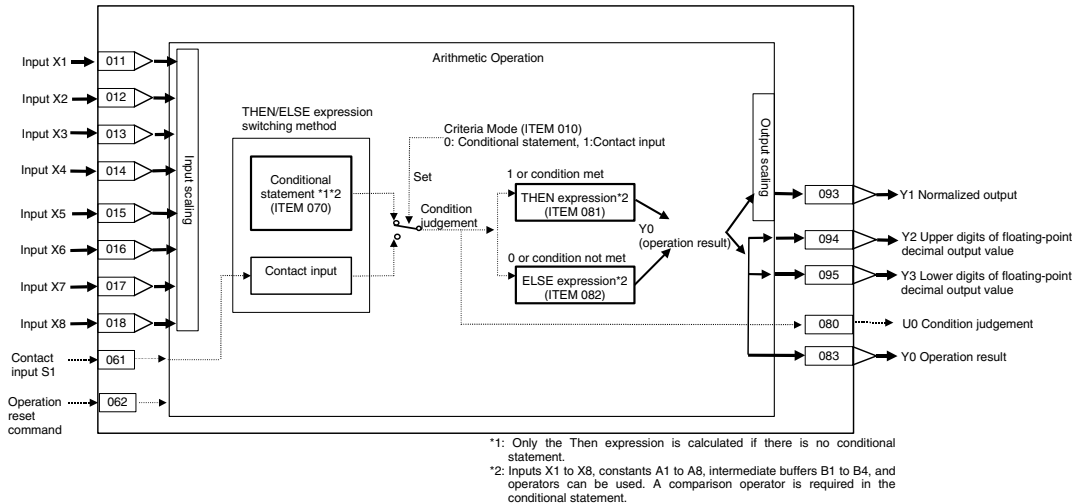 Arithmetic Operation
Input X1
011
Input X2
012
Input X3
013
Input X4
014
Input X5
015
Input X6
016
Input X7
017
Input X8
018
Contact
input S1
061
Operation
reset
command
062
Input scaling
THEN/ELSE expression
switching method
Conditional
statement *1*2
(ITEM 070)
Contact input
Criteria Mode (ITEM 010)
0: Conditional statement, 1:Contact input
Set
Condition
judgement
1 or condition met
THEN expression*2
(ITEM 081)
0 or condition not met
ELSE expression*2
(ITEM 082)
Y0
(operation result)
Output scaling
093
Y1 Normalized output
094
Y2 Upper digits of floating-point
decimal output value
095
Y3 Lower digits of floating-point
decimal output value
080
U0 Condition judgement
083
Y0 Operation result
*1: Only the Then expression is calculated if there is no conditional
statement.
*2: Inputs X1 to X8, constants A1 to A8, intermediate buffers B1 to B4, and
operators can be used. A comparison operator is required in the
conditional statement.